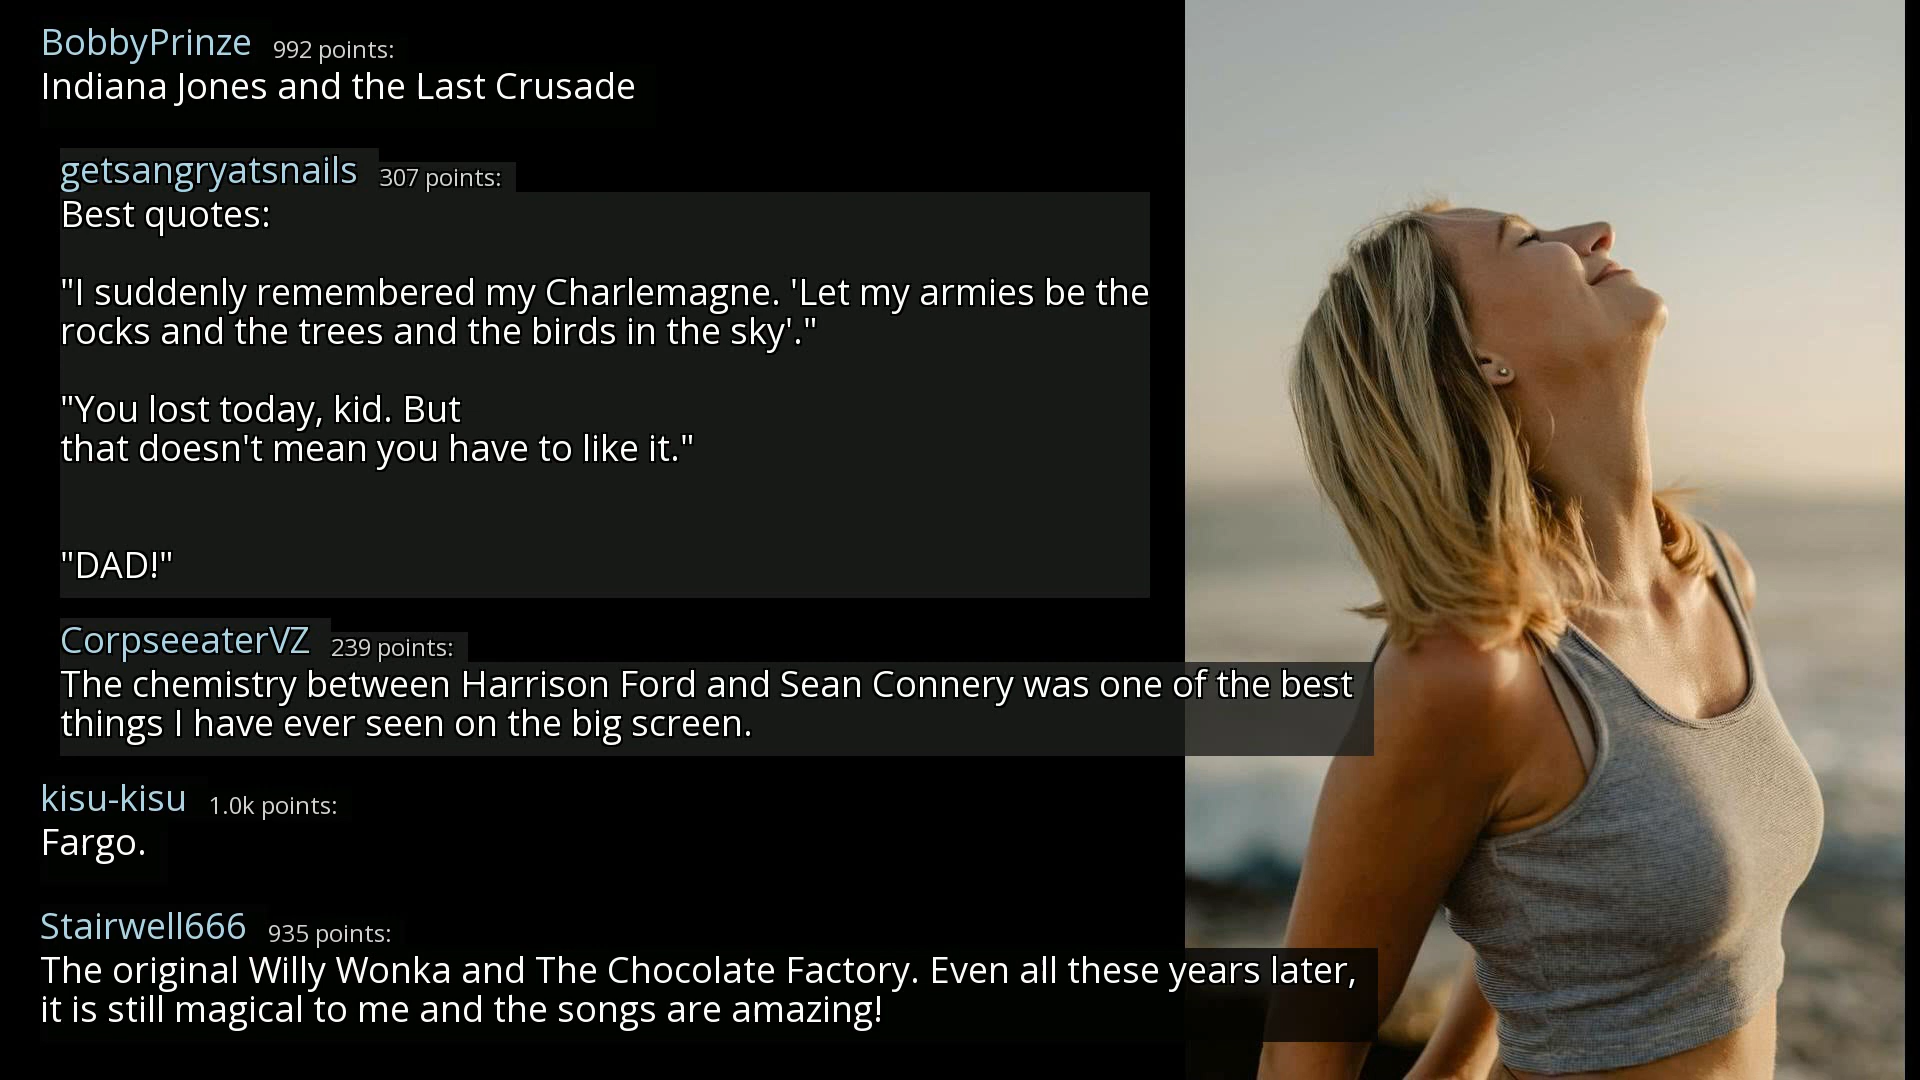 BobbyPrinze 992 points:
Indiana Jones and the Last Crusade
getsangryatsnails 307 points:
Best quotes:
"I suddenly remembered my Charlemagne. 'Let my armies be the
rocks and the trees and the birds in the sky'."
"You lost today, kid. But
that doesn't mean you have to like it."
"DAD!"
CorpseeaterVZ 239 points:
The chemistry between Harrison Ford and Sean Connery was one of the best
things I have ever seen on the big screen.
kisu-kisu 1.0k points:
Fargo.
Stairwell666 935 points:
The original Willy Wonka and The Chocolate Factory. Even all these years later,
it is still magical to me and the songs are amazing!